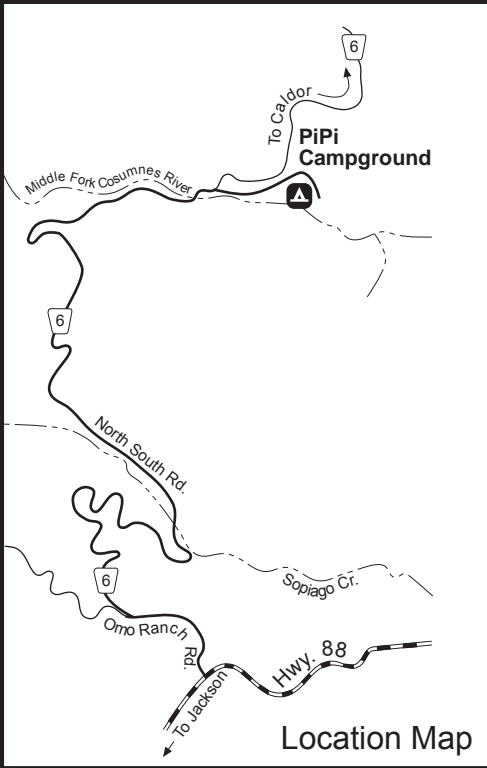 6
To Caldor
PiPi
Campground
Middle Fork Cosumnes River
6
North South Rd.
6
Sopiago Cr.
Omo Ranch Rd.
Hwy. 88
To Jackson
Location Map